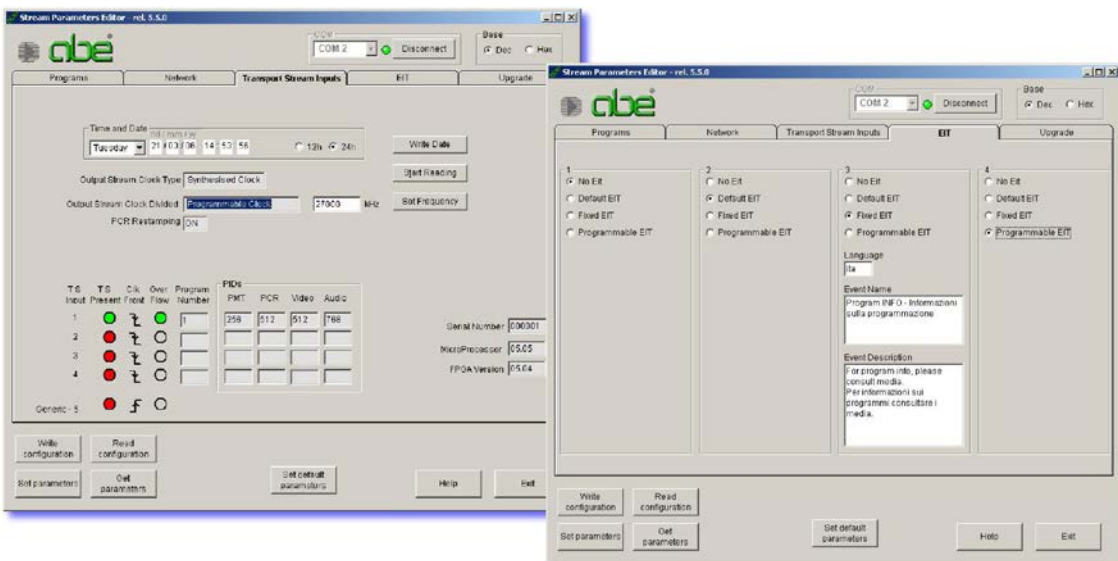 Stream Parameters Editor - rel. 5.5.0
abe
COM
COM 2
Disconnect
Base
Dec Hex
Programs Network Transport Stream Inputs EIT Upgrade
Time and Date
dd / mm / yy
Tuesday 21 / 03 / 06 14 : 53 : 56 12h 24h
Write Date
Output Stream Clock Type Synthesised Clock
Start Reading
Output Stream Clock Divided Programmable Clock 27000 kHz
Set Frequency
PCR Restamping ON
TS Input TS Present Clk Front Over Flow Program Number
PIDs
PMT PCR Video Audio
1 1 256 512 512 768
2
3
4
Generic - 5
Serial Number 000001
MicroProcessor 05.05
FPGA Version 05.04
Write configuration
Read configuration
Set parameters
Get parameters
Set default parameters
Help
Exit
Stream Parameters Editor - rel. 5.5.0
abe
COM
COM 2
Disconnect
Base
Dec Hex
Programs Network Transport Stream Inputs EIT Upgrade
1
No Eit
Default EIT
Fixed EIT
Programmable EIT
2
No Eit
Default EIT
Fixed EIT
Programmable EIT
3
No Eit
Default EIT
Fixed EIT
Programmable EIT
Language
ita
Event Name
Program INFO - Informazioni
sulla programmazione
Event Description
For program info, please
consult media.
Per informazioni sui
programmi consultare i
media.
4
No Eit
Default EIT
Fixed EIT
Programmable EIT
Write configuration
Read configuration
Set parameters
Get parameters
Set default parameters
Help
Exit